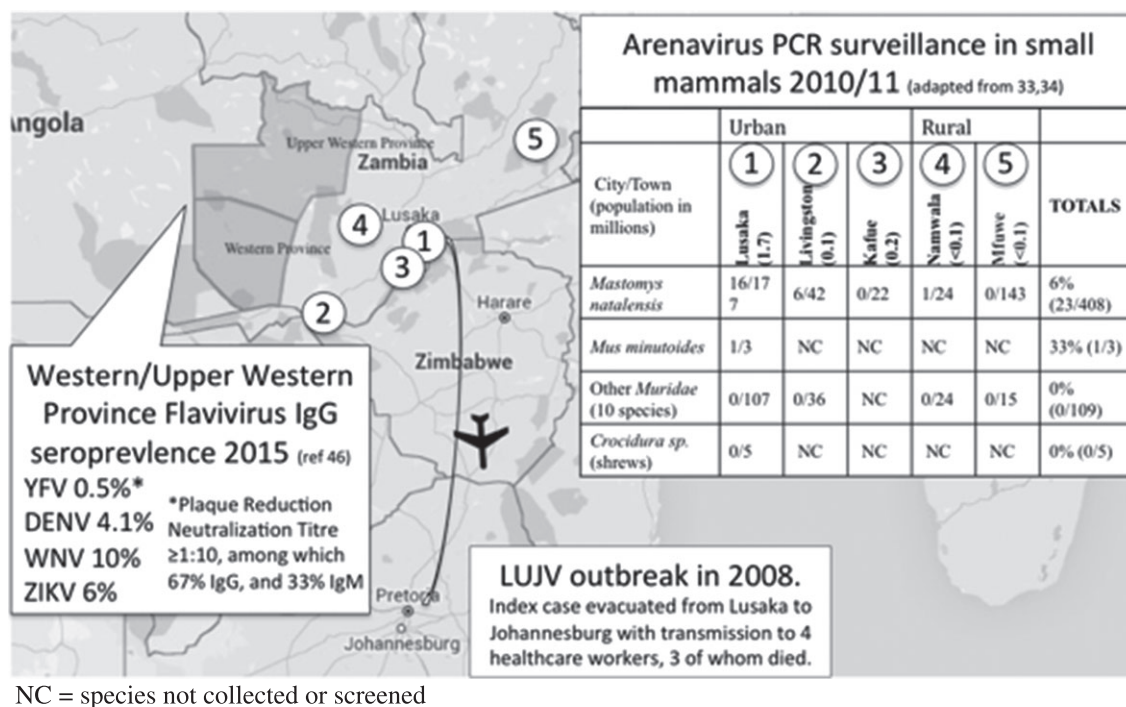 Angola
Upper Western Province
Zambia
Western Province
Lusaka
Harare
Zimbabwe
Pretoria
Johannesburg
5
4
1
3
2
Western/Upper Western
Province Flavivirus IgG
seroprevlence 2015 (ref 46)
YFV 0.5%*
DENV 4.1%
WNV 10%
ZIKV 6%
*Plaque Reduction
Neutralization Titre
≥1:10, among which
67% IgG, and 33% IgM
Arenavirus PCR surveillance in small
mammals 2010/11 (adapted from 33,34)
Urban Rural
City/Town
(population in
millions)
1 2 3 4 5
Lusaka
(1.7)
Livingston
(0.1)
Kafue
(0.2)
Namwala
(<0.1)
Mfuwe
(<0.1)
TOTALS
Mastomys
natalensis
16/17
7
6/42 0/22 1/24 0/143
6%
(23/408)
Mus minutoides 1/3 NC NC NC NC 33% (1/3)
Other Muridae
(10 species)
0/107 0/36 NC 0/24 0/15
0%
(0/109)
Crocidura sp.
(shrews)
0/5 NC NC NC NC 0% (0/5)
LUJV outbreak in 2008.
Index case evacuated from Lusaka to
Johannesburg with transmission to 4
healthcare workers, 3 of whom died.
NC = species not collected or screened